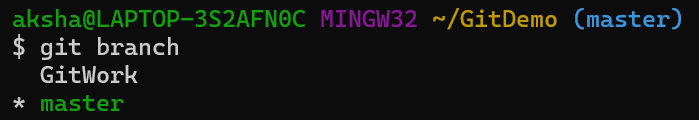 aksha@LAPTOP-3S2AFN0C MINGW32 ~/GitDemo (master)
$ git branch
  GitWork
* master